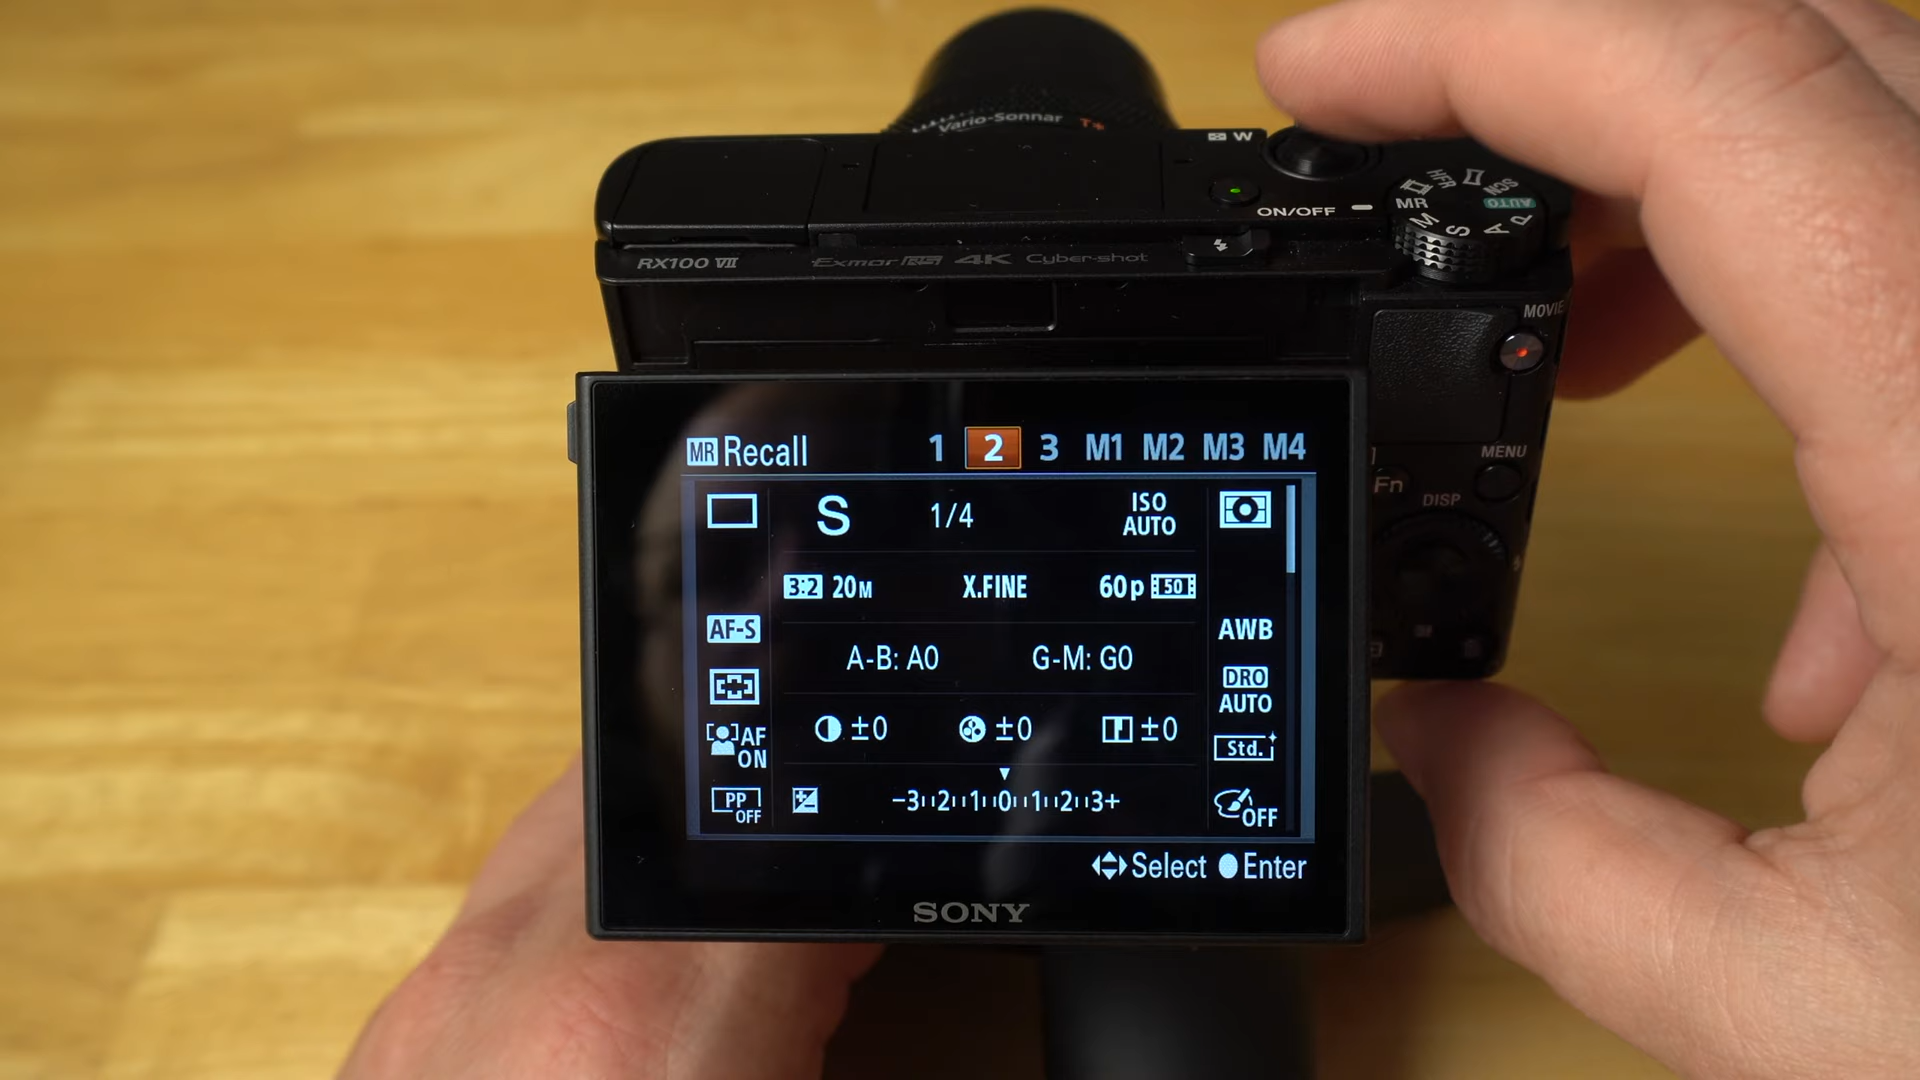 Vario-Sonnar T*
W
ON/OFF
MR HFR SCN AUTO P A S M
RX100 VII Exmor RS 4K Cyber-shot
MOVIE
MENU
Fn
DISP
MR Recall 1 2 3 M1 M2 M3 M4
S 1/4 ISO AUTO
3:2 20M X.FINE 60p 50
AF-S AWB
A-B: A0 G-M: G0
DRO AUTO
±0 ±0 ±0
AF ON
Std.
PP OFF
−3··2··1··0··1··2··3+
OFF
Select Enter
SONY